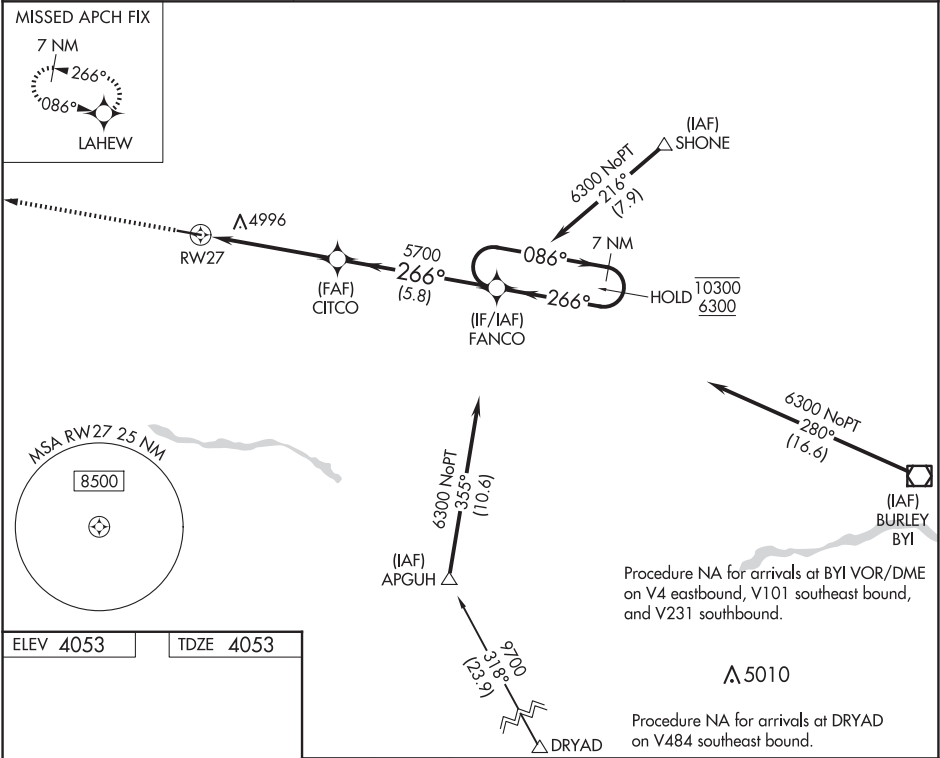 MISSED APCH FIX
7 NM
266°
086°
LAHEW
(IAF)
SHONE
6300 NoPT
216°
(7.9)
4996
RW27
(FAF)
CITCO
5700
266°
(5.8)
086°
7 NM
266°
HOLD
10300
6300
(IF/IAF)
FANCO
6300 NoPT
280°
(16.6)
(IAF)
BURLEY
BYI
MSA RW27 25 NM
8500
6300 NoPT
355°
(10.6)
(IAF)
APGUH
Procedure NA for arrivals at BYI VOR/DME
on V4 eastbound, V101 southeast bound,
and V231 southbound.
ELEV 4053
TDZE 4053
9700
318°
(23.9)
DRYAD
5010
Procedure NA for arrivals at DRYAD
on V484 southeast bound.